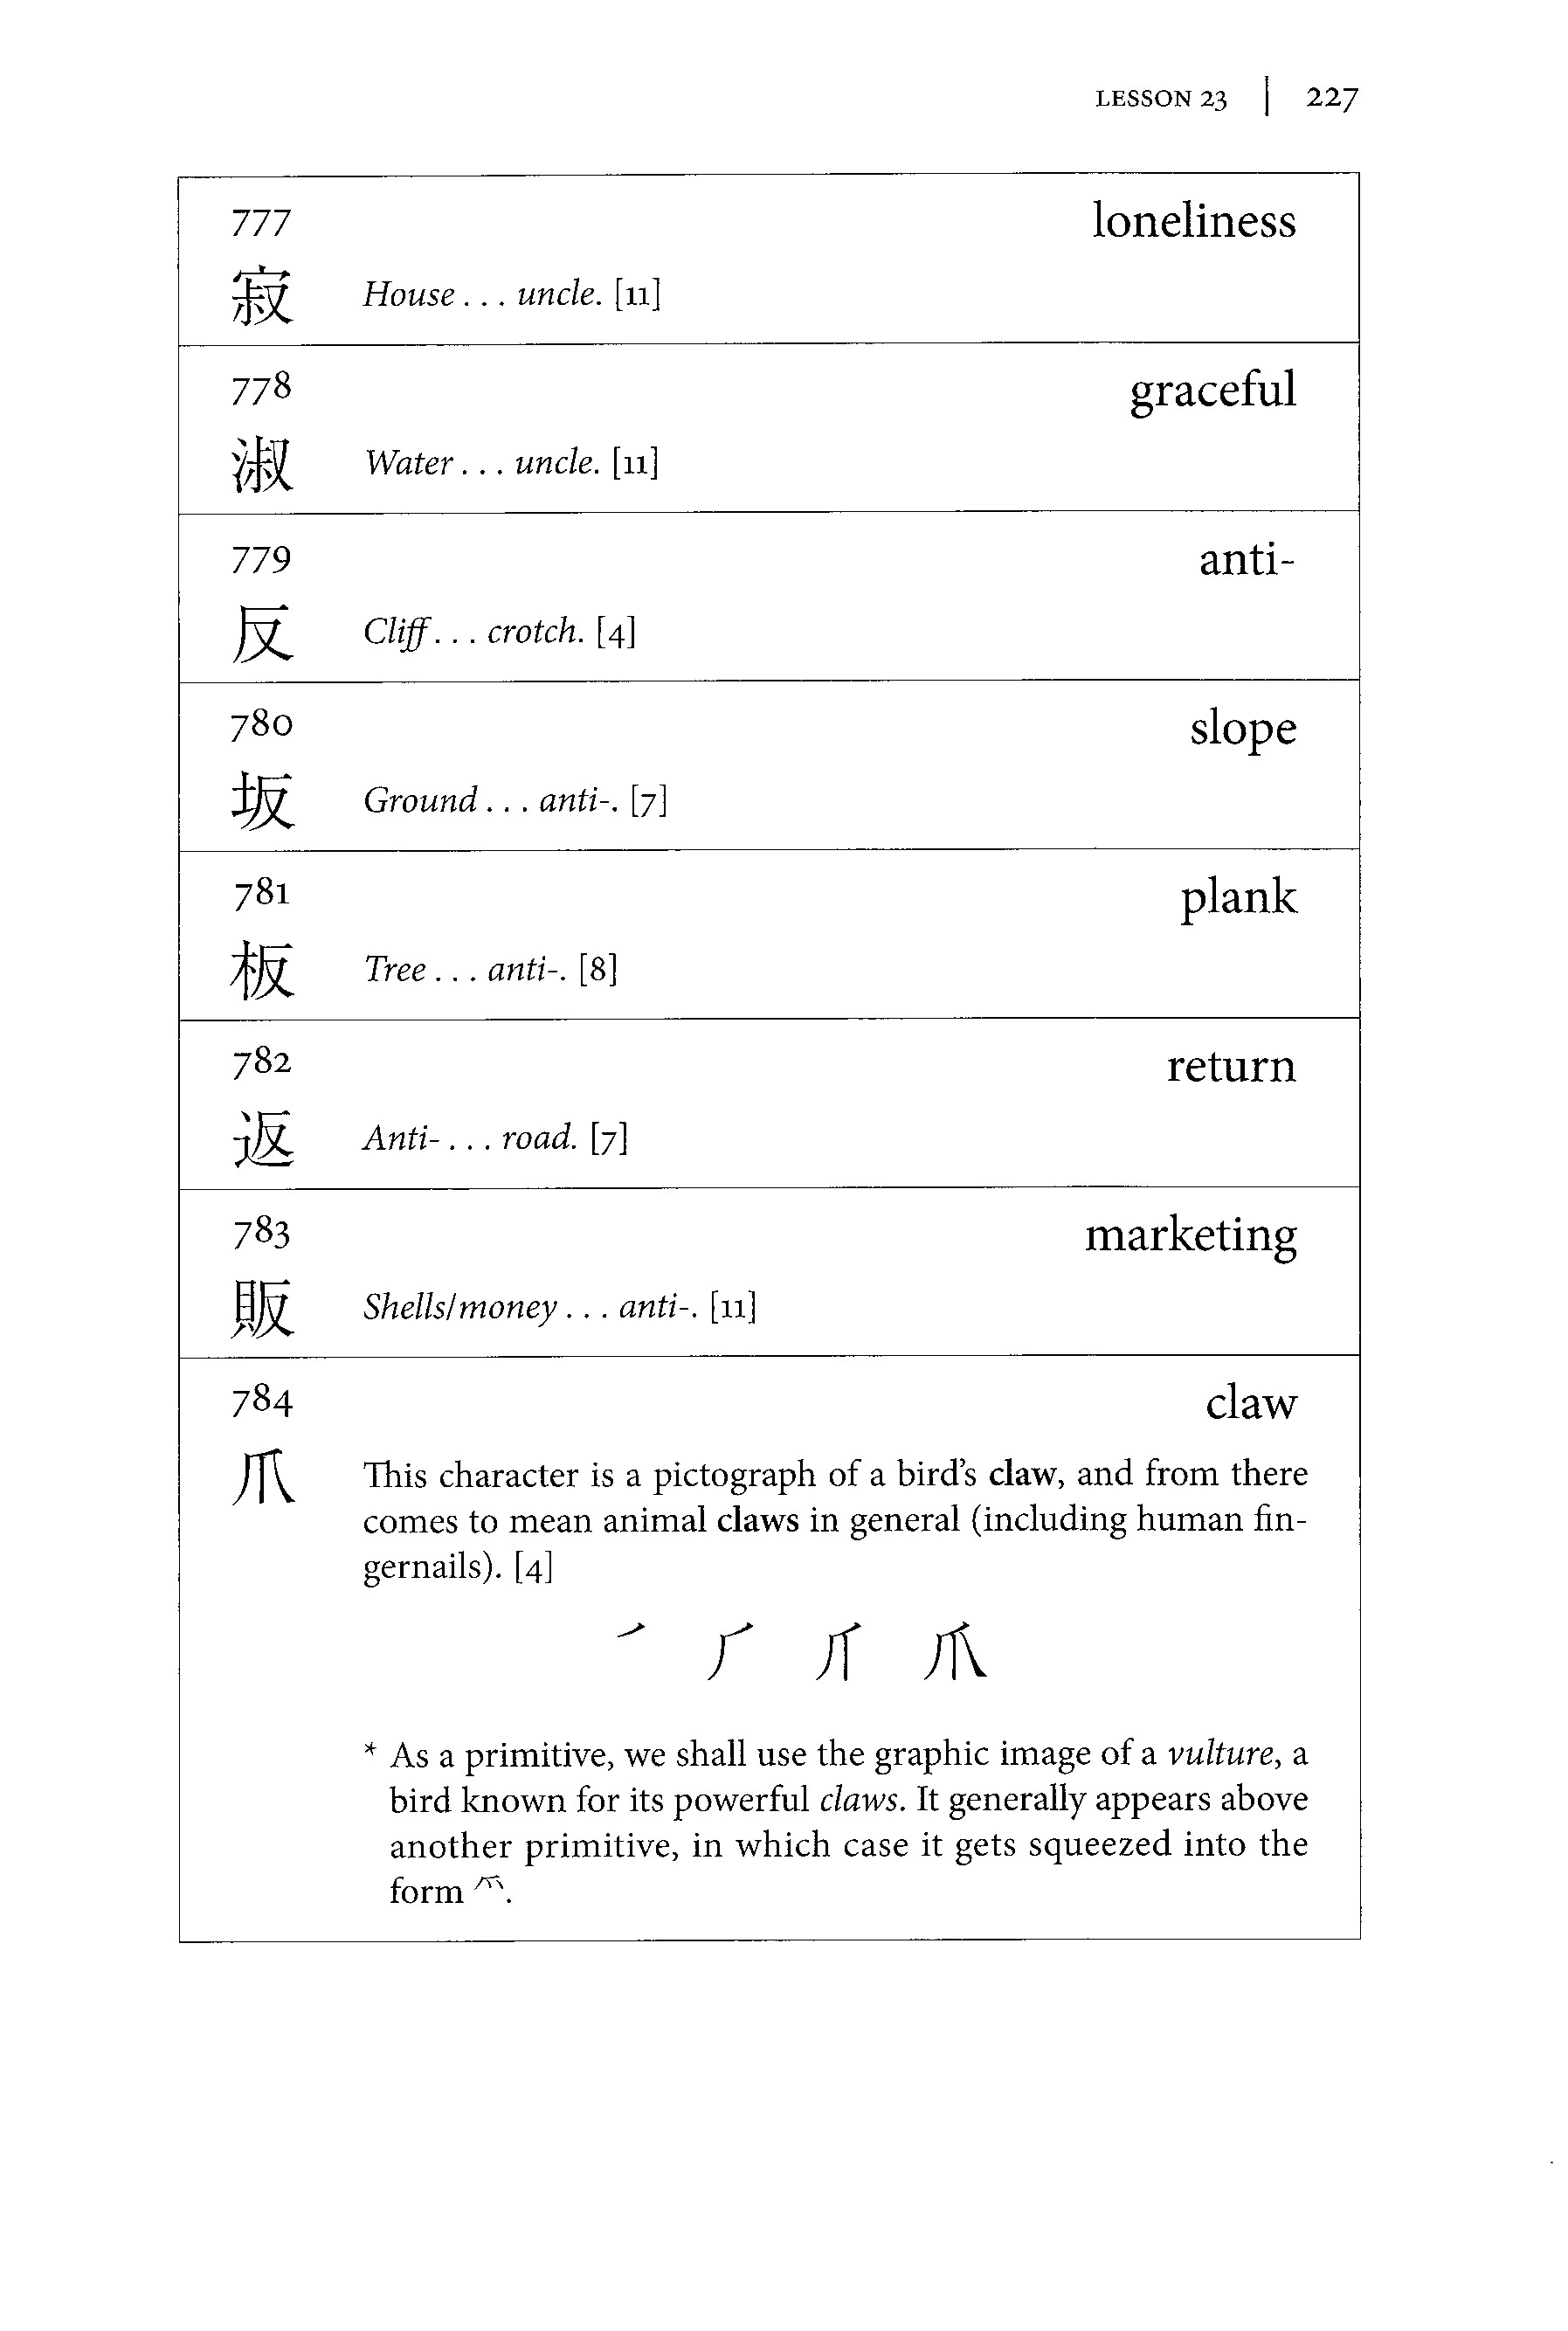 LESSON 23 | 227
777 loneliness
寂 House . . . uncle. [11]
778 graceful
淑 Water . . . uncle. [11]
779 anti-
反 Cliff . . . crotch. [4]
780 slope
坂 Ground . . . anti-. [7]
781 plank
板 Tree . . . anti-. [8]
782 return
返 Anti- . . . road. [7]
783 marketing
販 Shells/money . . . anti-. [11]
784 claw
爪 This character is a pictograph of a bird's claw, and from there
comes to mean animal claws in general (including human fin-
gernails). [4]
㇒ 厂 爪
* As a primitive, we shall use the graphic image of a vulture, a
bird known for its powerful claws. It generally appears above
another primitive, in which case it gets squeezed into the
form ⺤.